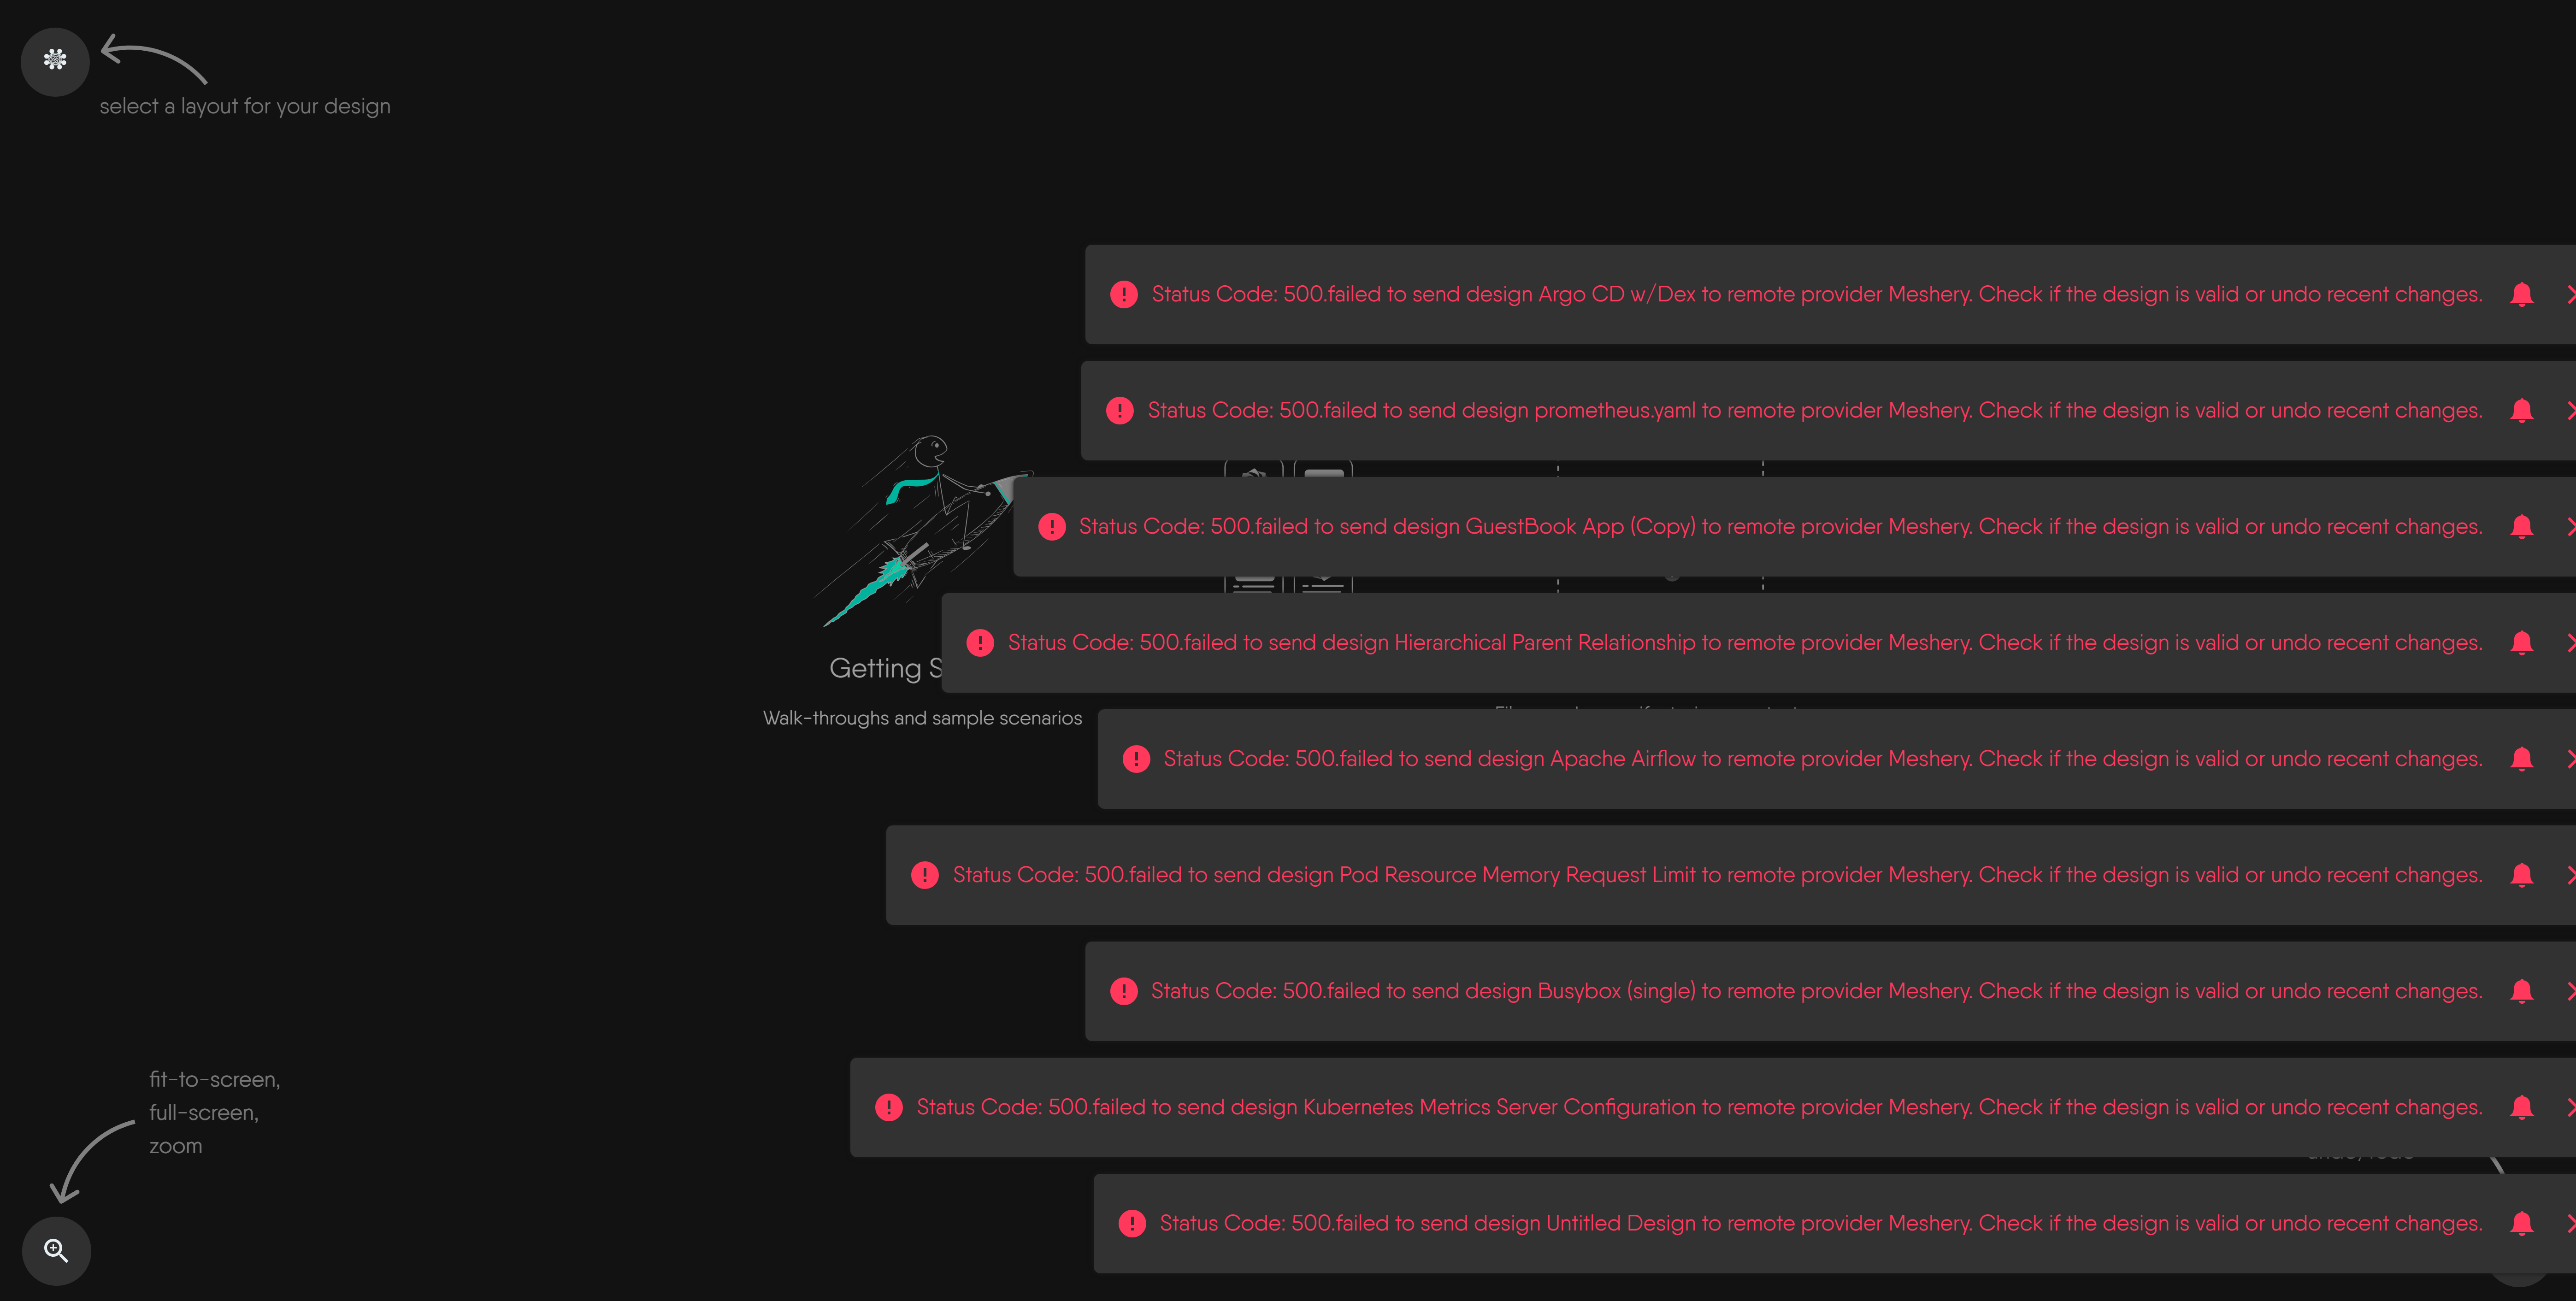 select a layout for your design
Status Code: 500.failed to send design Argo CD w/Dex to remote provider Meshery. Check if the design is valid or undo recent changes.
Status Code: 500.failed to send design prometheus.yaml to remote provider Meshery. Check if the design is valid or undo recent changes.
Status Code: 500.failed to send design GuestBook App (Copy) to remote provider Meshery. Check if the design is valid or undo recent changes.
Status Code: 500.failed to send design Hierarchical Parent Relationship to remote provider Meshery. Check if the design is valid or undo recent changes.
Getting S
Walk-throughs and sample scenarios
Status Code: 500.failed to send design Apache Airflow to remote provider Meshery. Check if the design is valid or undo recent changes.
Status Code: 500.failed to send design Pod Resource Memory Request Limit to remote provider Meshery. Check if the design is valid or undo recent changes.
Status Code: 500.failed to send design Busybox (single) to remote provider Meshery. Check if the design is valid or undo recent changes.
Status Code: 500.failed to send design Kubernetes Metrics Server Configuration to remote provider Meshery. Check if the design is valid or undo recent changes.
Status Code: 500.failed to send design Untitled Design to remote provider Meshery. Check if the design is valid or undo recent changes.
fit-to-screen,
full-screen,
zoom